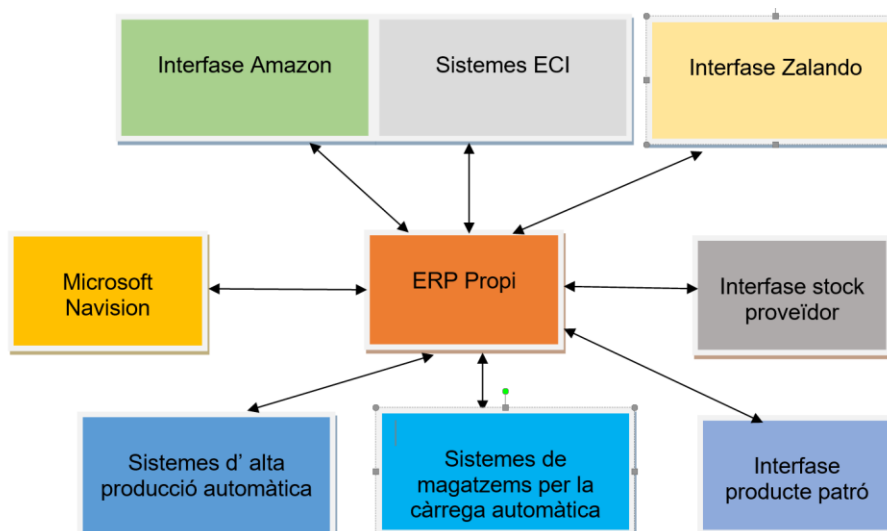 Interfase Amazon
Sistemes ECI
Interfase Zalando
Microsoft
Navision
ERP Propi
Interfase stock
proveïdor
Sistemes d’ alta
producció automàtica
Sistemes de
magatzems per la
càrrega automàtica
Interfase
producte patró